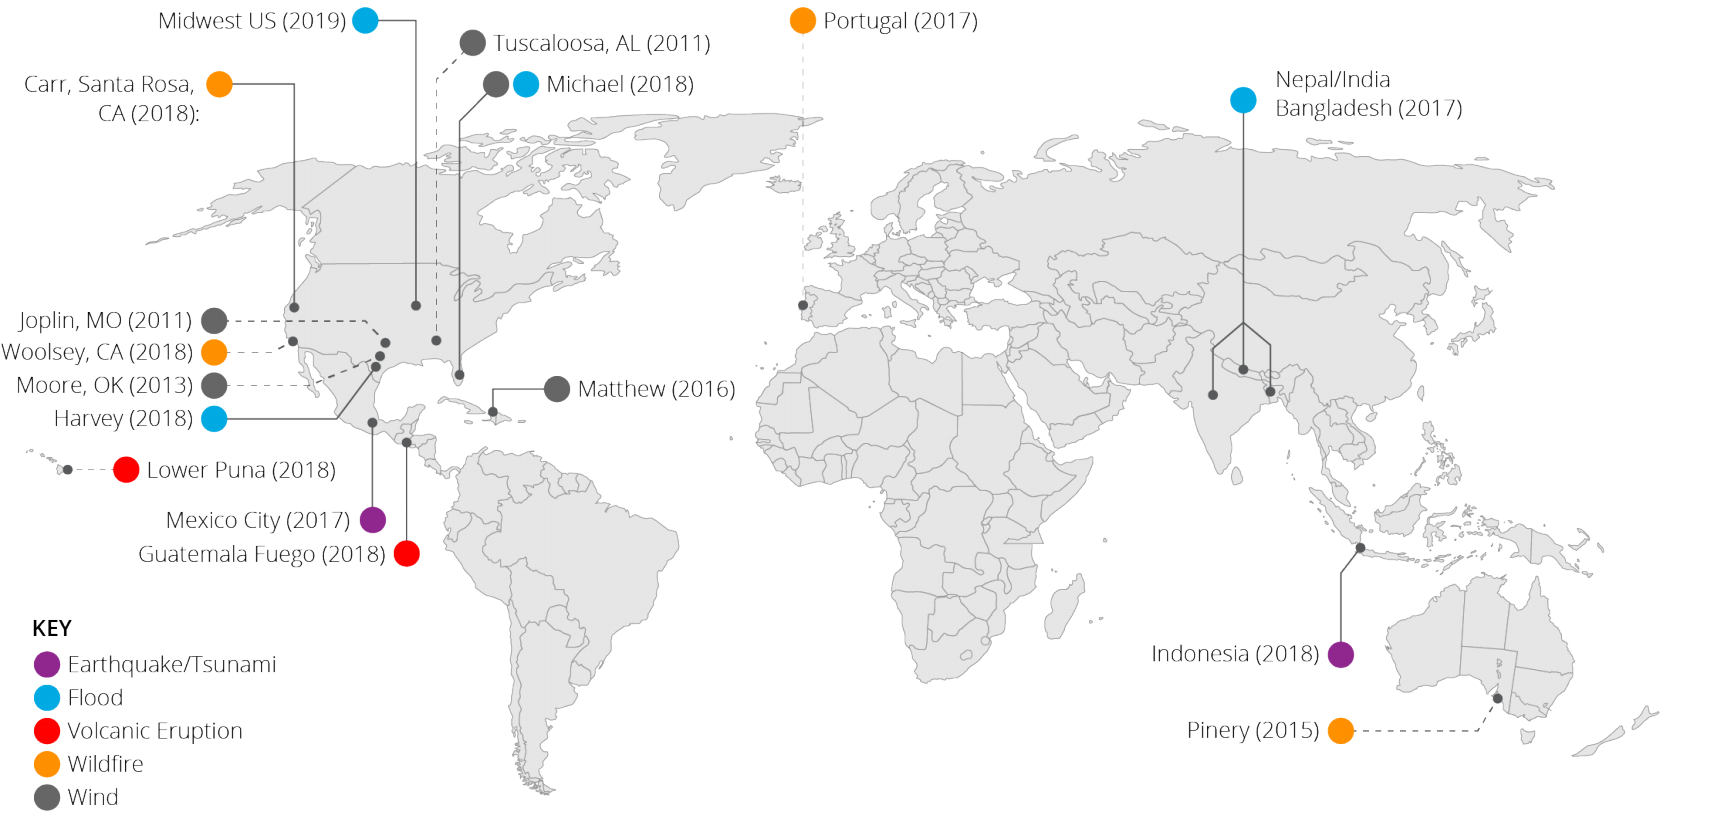 Midwest US (2019)
Tuscaloosa, AL (2011)
Portugal (2017)
Carr, Santa Rosa,
CA (2018):
Michael (2018)
Nepal/India
Bangladesh (2017)
Joplin, MO (2011)
Woolsey, CA (2018)
Moore, OK (2013)
Harvey (2018)
Matthew (2016)
Lower Puna (2018)
Mexico City (2017)
Guatemala Fuego (2018)
Indonesia (2018)
Pinery (2015)
KEY
Earthquake/Tsunami
Flood
Volcanic Eruption
Wildfire
Wind